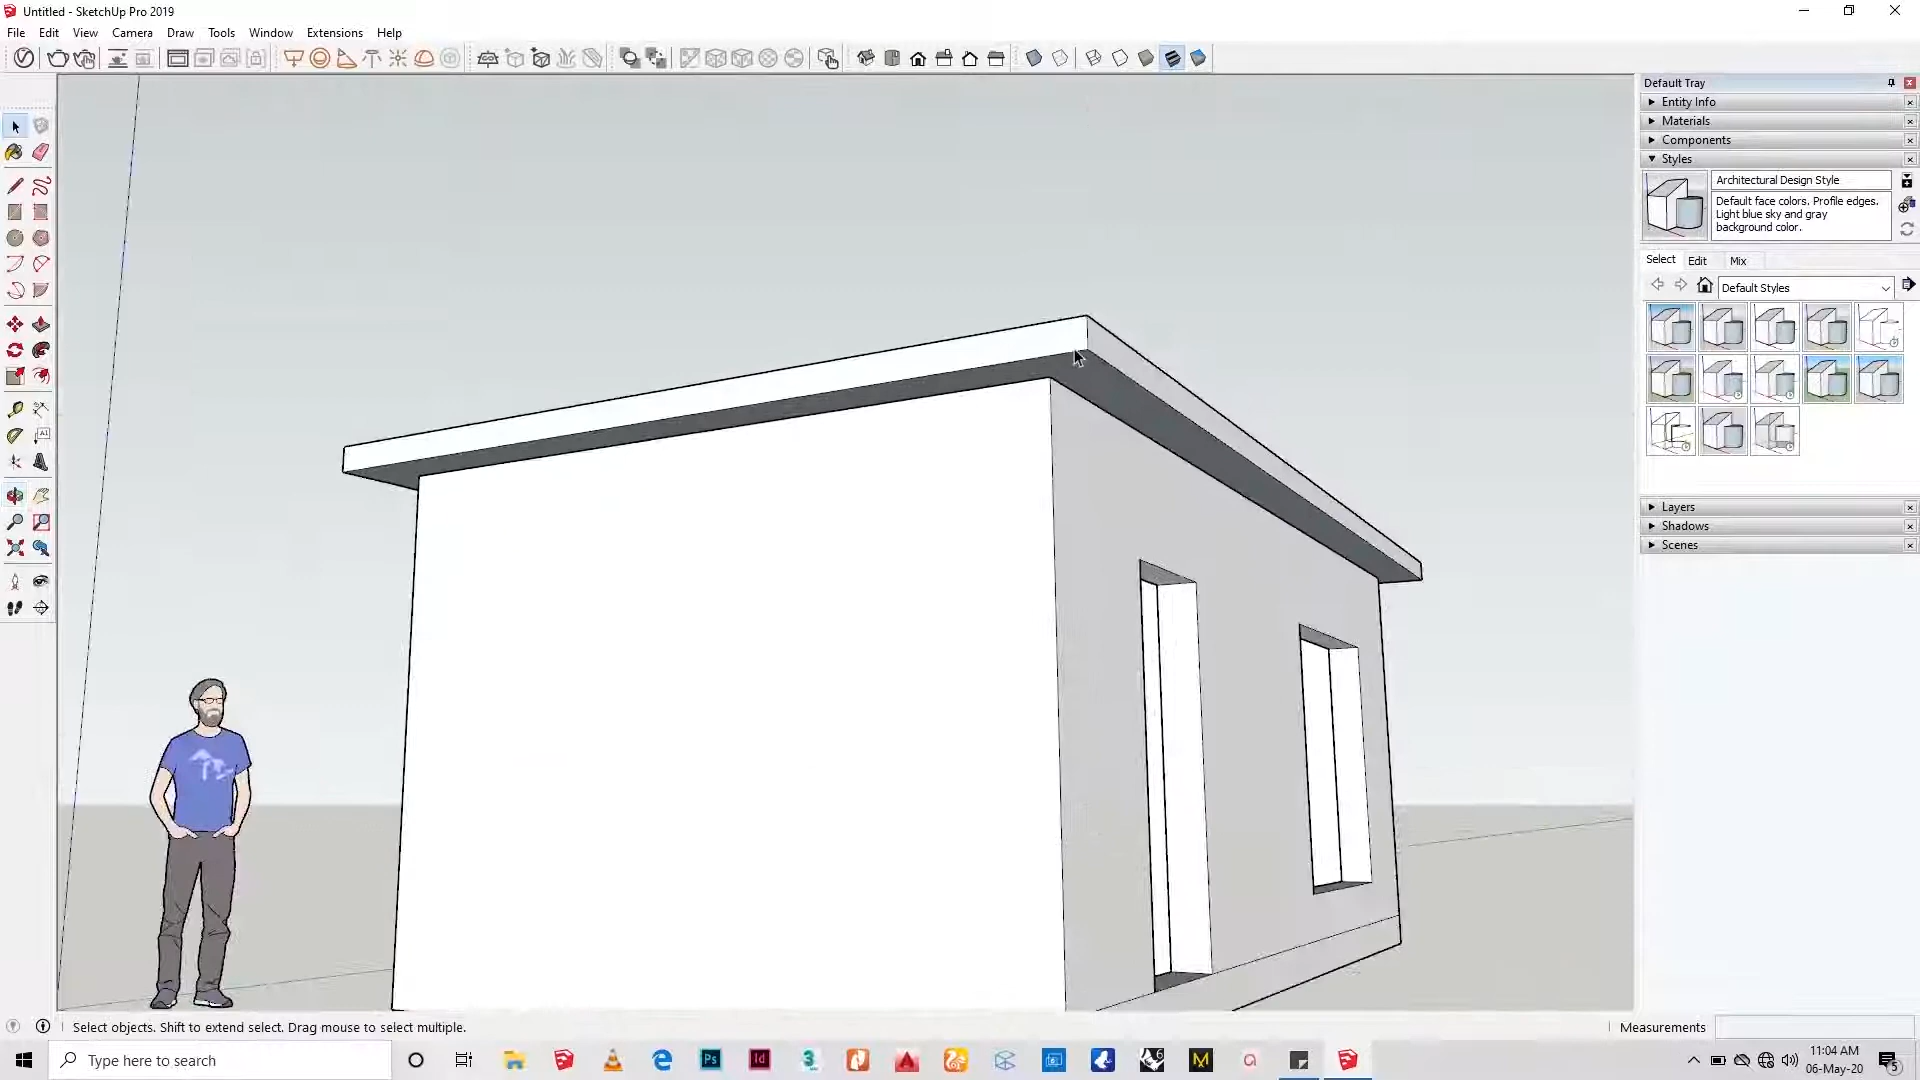 Untitled - SketchUp Pro 2019
File Edit View Camera Draw Tools Window Extensions Help
Default Tray
Entity Info
Materials
Components
Styles
Architectural Design Style
Default face colors. Profile edges.
Light blue sky and gray
background color.
Select Edit Mix
Default Styles
Layers
Shadows
Scenes
Select objects. Shift to extend select. Drag mouse to select multiple.
Measurements
Type here to search
Ps
Id
11:04 AM
06-May-20
5